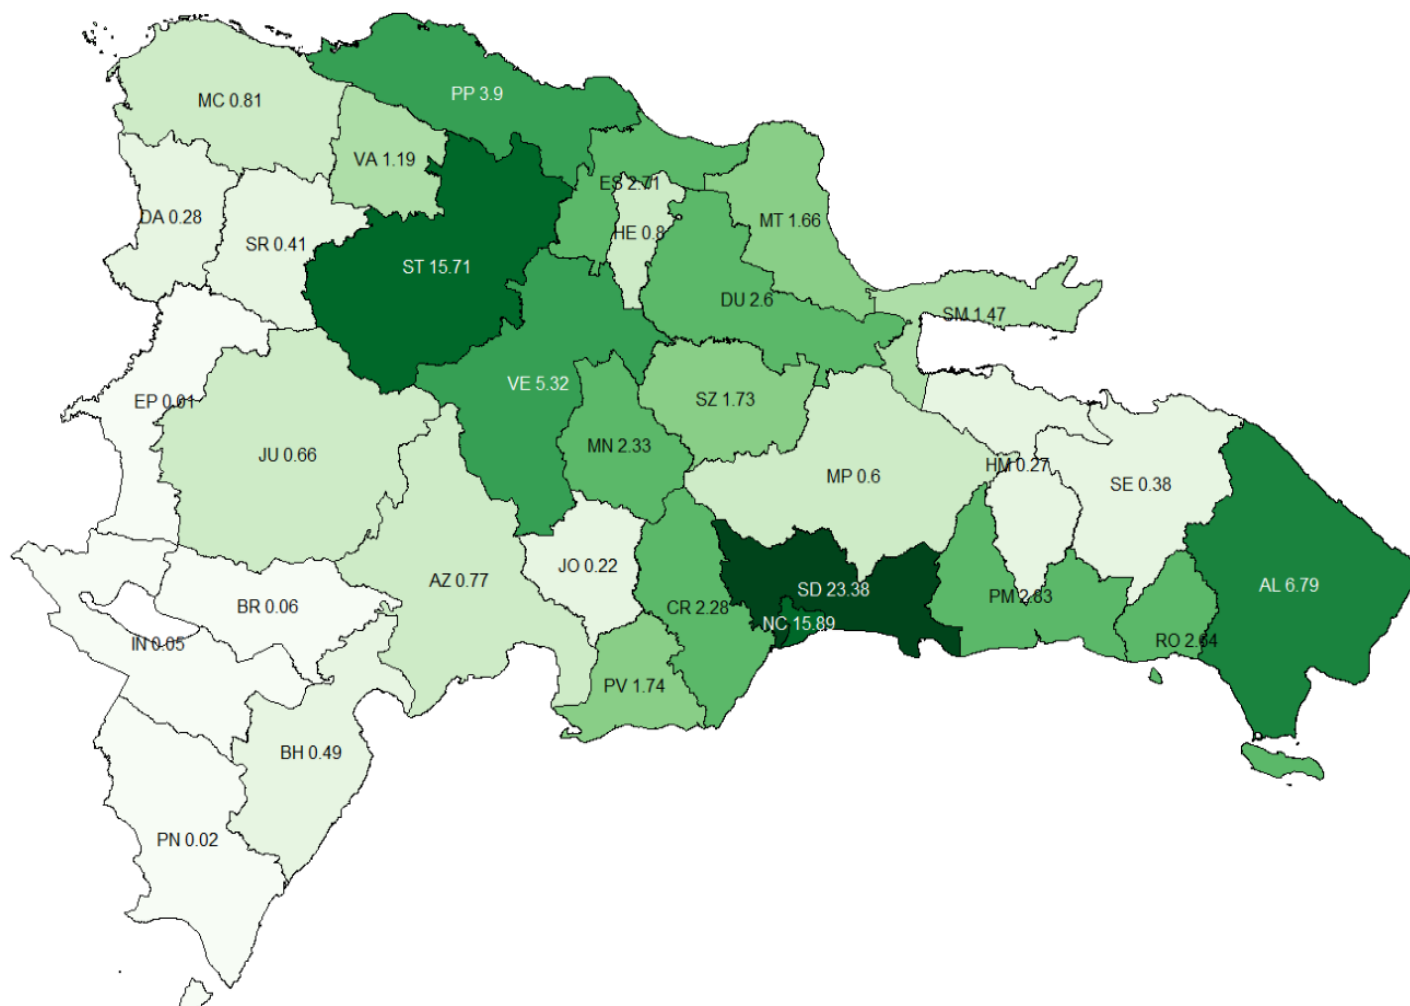 PP 3.9
MC 0.81
VA 1.19
ES 2.71
DA 0.28
SR 0.41
HE 0.8
MT 1.66
ST 15.71
DU 2.6
SM 1.47
EP 0.01
VE 5.32
SZ 1.73
JU 0.66
MN 2.33
MP 0.6
HM 0.27
SE 0.38
AZ 0.77
JO 0.22
SD 23.38
AL 6.79
BR 0.06
CR 2.28
PM 2.83
NC 15.89
IN 0.05
RO 2.64
PV 1.74
BH 0.49
PN 0.02